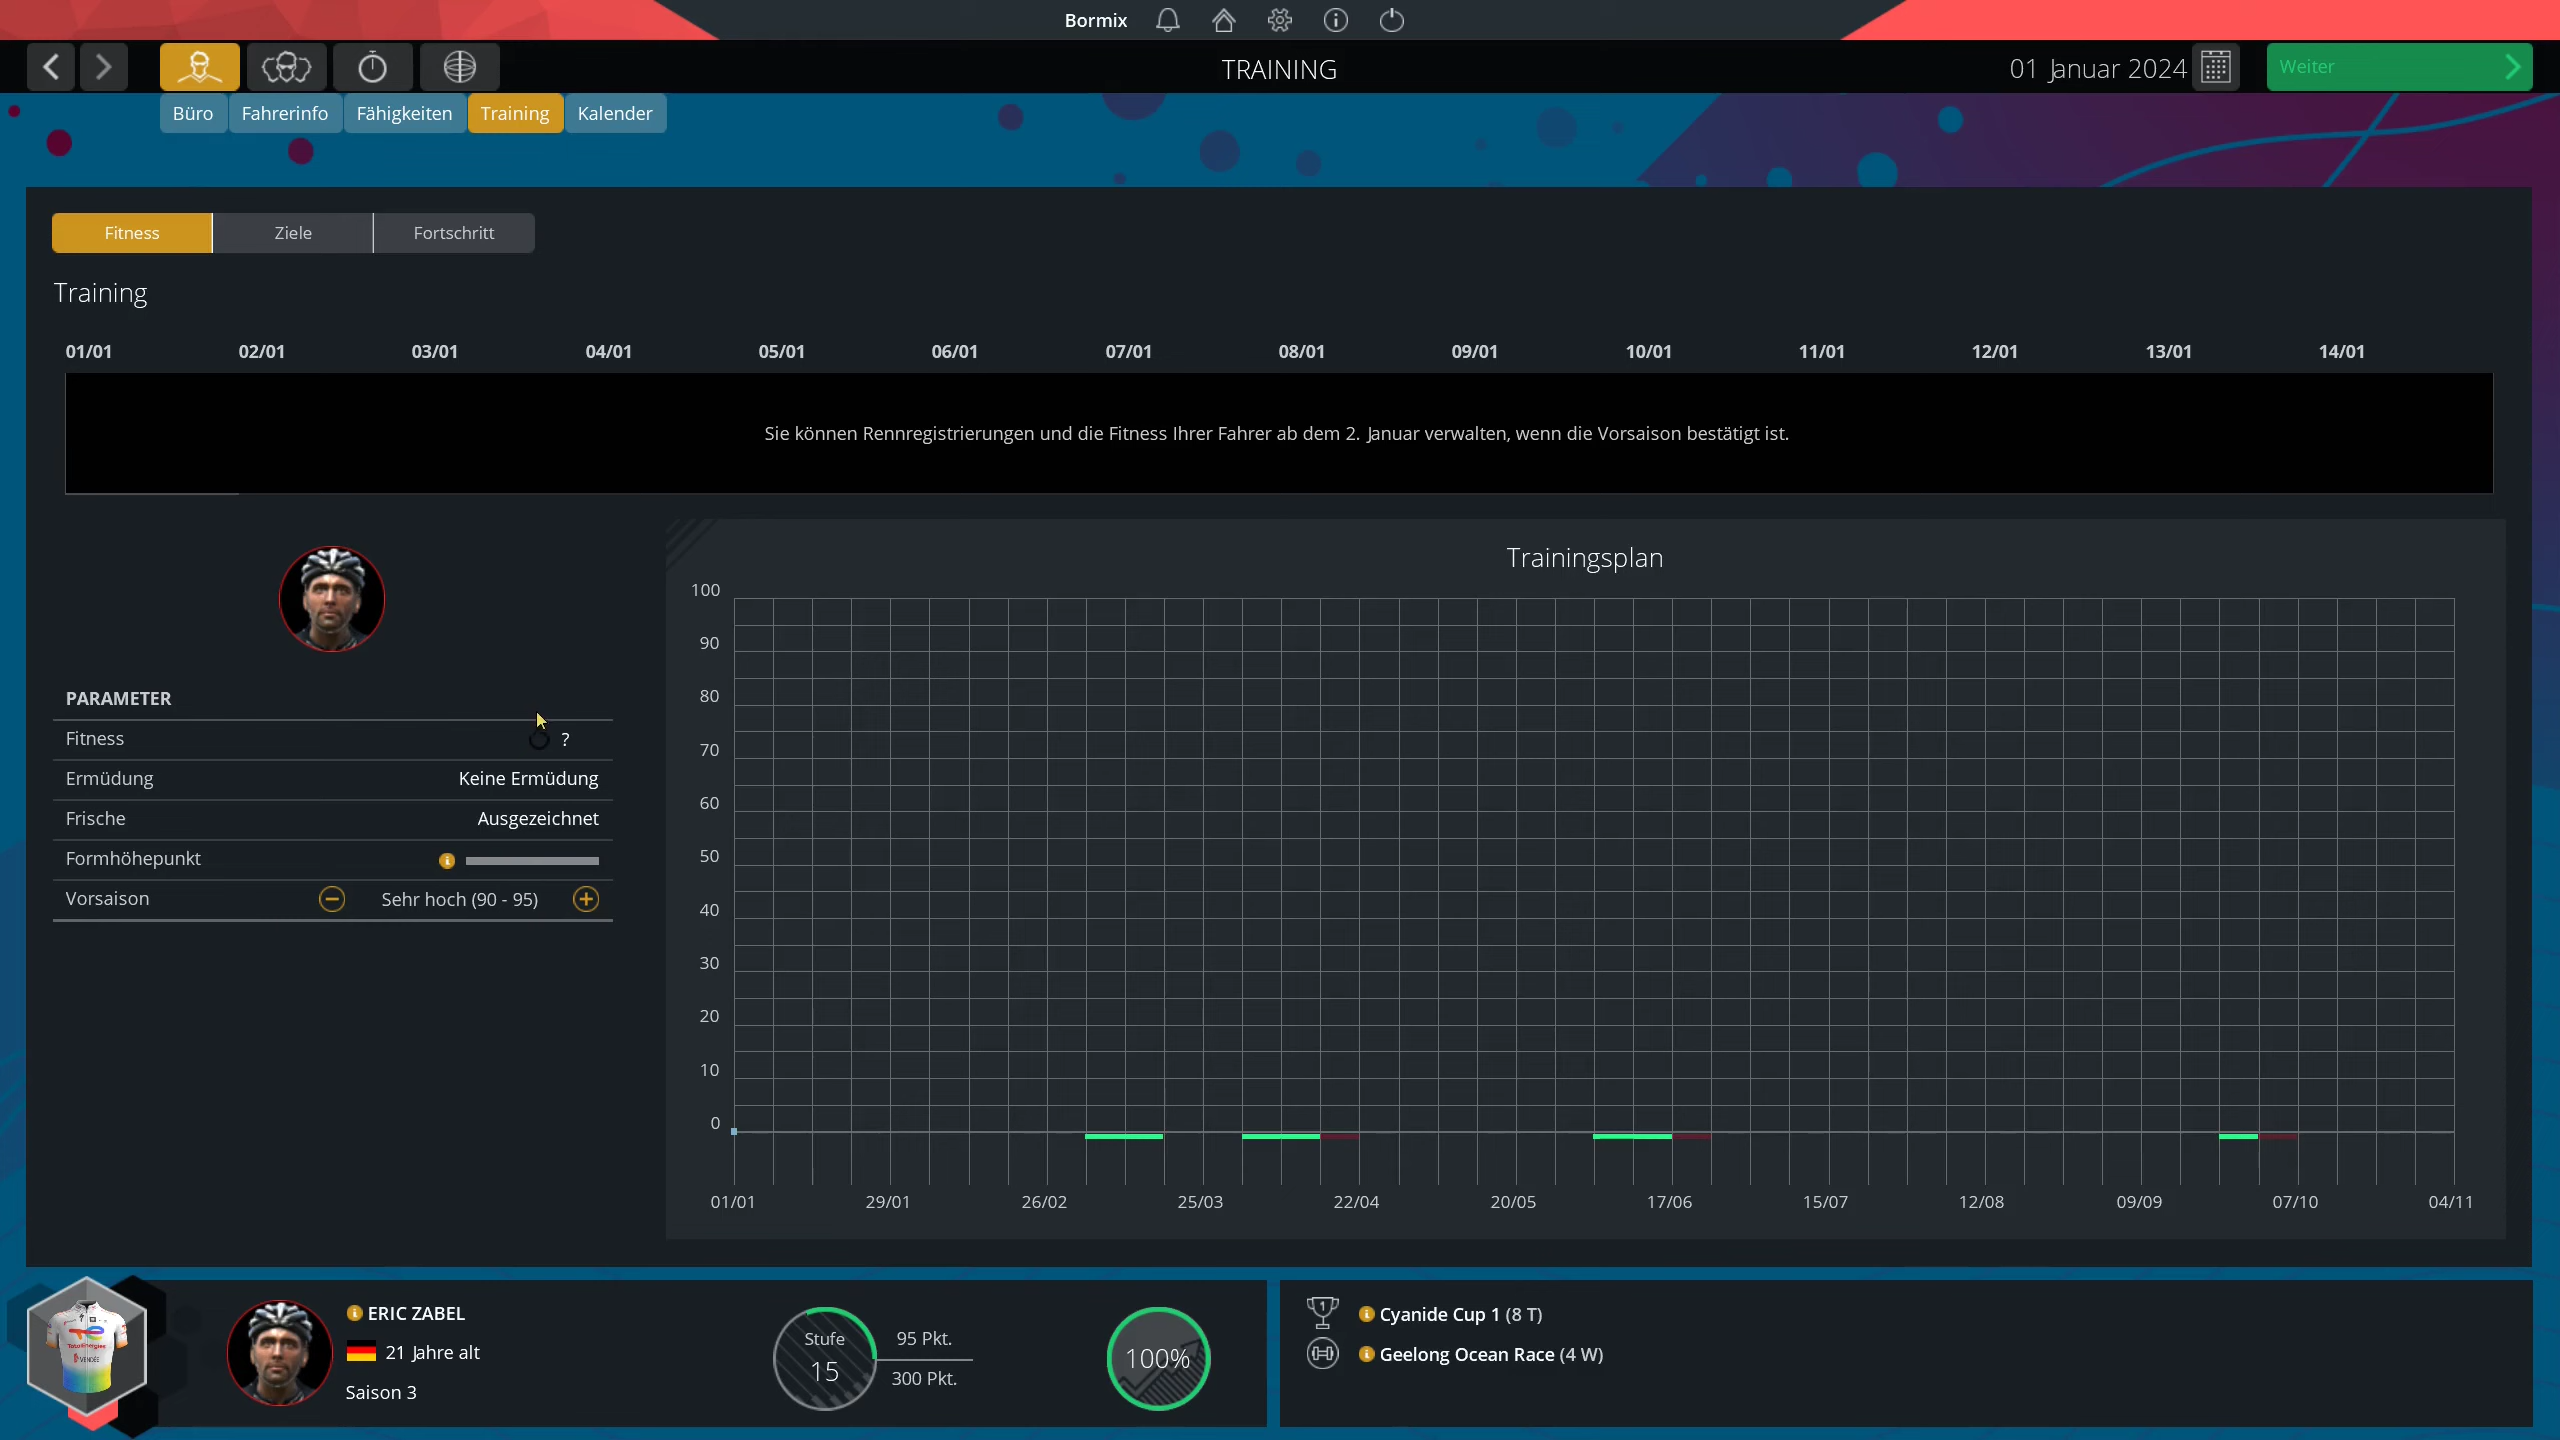 Bormix
TRAINING
01 Januar 2024
Weiter
Büro
Fahrerinfo
Fähigkeiten
Training
Kalender
Fitness
Ziele
Fortschritt
Training
01/01 02/01 03/01 04/01 05/01 06/01 07/01 08/01 09/01 10/01 11/01 12/01 13/01 14/01
Sie können Rennregistrierungen und die Fitness Ihrer Fahrer ab dem 2. Januar verwalten, wenn die Vorsaison bestätigt ist.
PARAMETER
Fitness ?
Ermüdung Keine Ermüdung
Frische Ausgezeichnet
Formhöhepunkt
Vorsaison Sehr hoch (90 - 95)
Trainingsplan
100
90
80
70
60
50
40
30
20
10
0
01/01 29/01 26/02 25/03 22/04 20/05 17/06 15/07 12/08 09/09 07/10 04/11
TotalEnergies
VENDÉE
ERIC ZABEL
21 Jahre alt
Saison 3
Stufe
15
95 Pkt.
300 Pkt.
100%
1
Cyanide Cup 1 (8 T)
Geelong Ocean Race (4 W)